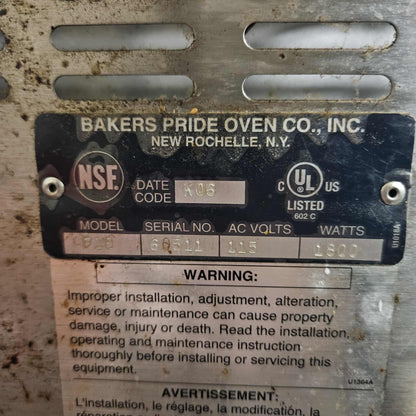 BAKERS PRIDE OVEN CO., INC.
NEW ROCHELLE, N.Y.
NSF.
DATE CODE K06
C UL US
LISTED
602 C
MODEL SERIAL NO. AC VOLTS WATTS
60511 115 1800
U1018A
WARNING:
Improper installation, adjustment, alteration,
service or maintenance can cause property
damage, injury or death. Read the installation,
operating and maintenance instruction
thoroughly before installing or servicing this
equipment.
U1364A
AVERTISSEMENT:
L'installation, le réglage, la modification, la